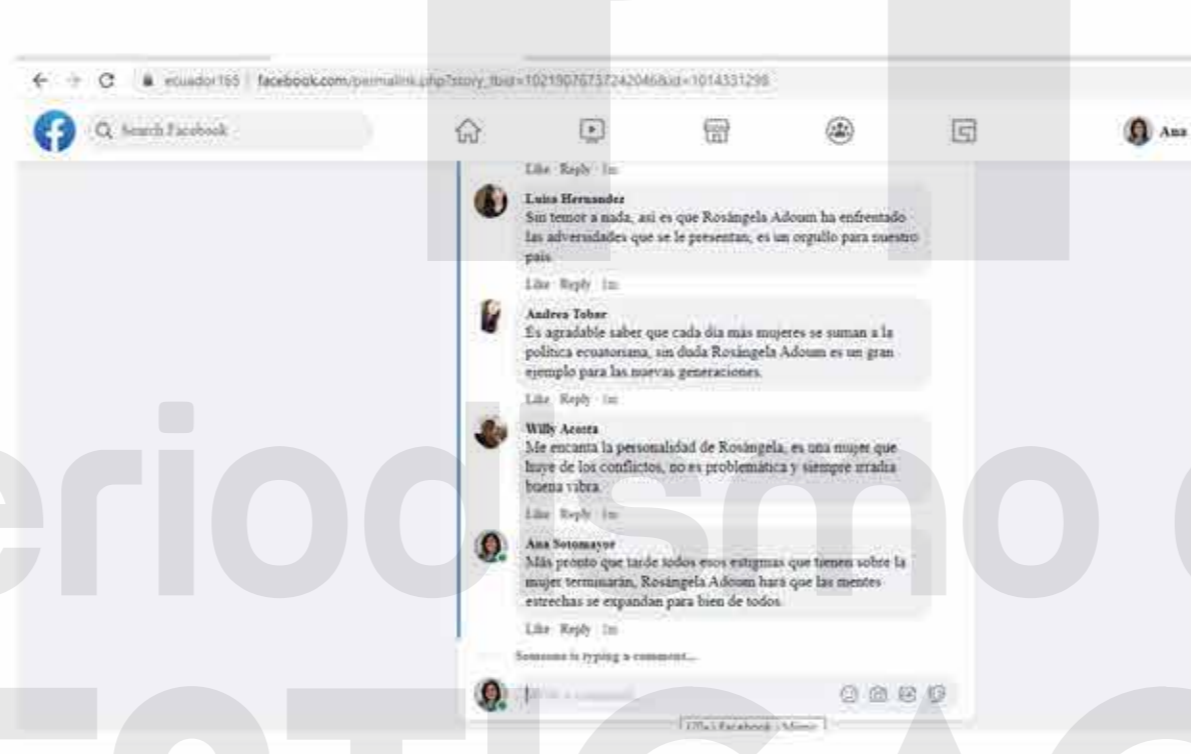 ecuador165 | facebook.com/permalink.php?story_fbid=10219076737242046&id=1014331298
Search Facebook
Ana
Like · Reply · 1m
Luisa Hernandez
Sin temor a nada, asi es que Rosángela Adoum ha enfrentado
las adversidades que se le presentan, es un orgullo para nuestro
país.
Like · Reply · 1m
Andrea Tobar
Es agradable saber que cada día más mujeres se suman a la
política ecuatoriana, sin duda Rosángela Adoum es un gran
ejemplo para las nuevas generaciones.
Like · Reply · 1m
Willy Acosta
Me encanta la personalidad de Rosángela, es una mujer que
huye de los conflictos, no es problemática y siempre irradia
buena vibra.
Like · Reply · 1m
Ana Sotomayor
Más pronto que tarde todos esos estigmas que tienen sobre la
mujer terminarán, Rosángela Adoum hará que las mentes
estrechas se expandan para bien de todos.
Like · Reply · 1m
Someone is typing a comment...
Facebook
eriodismo